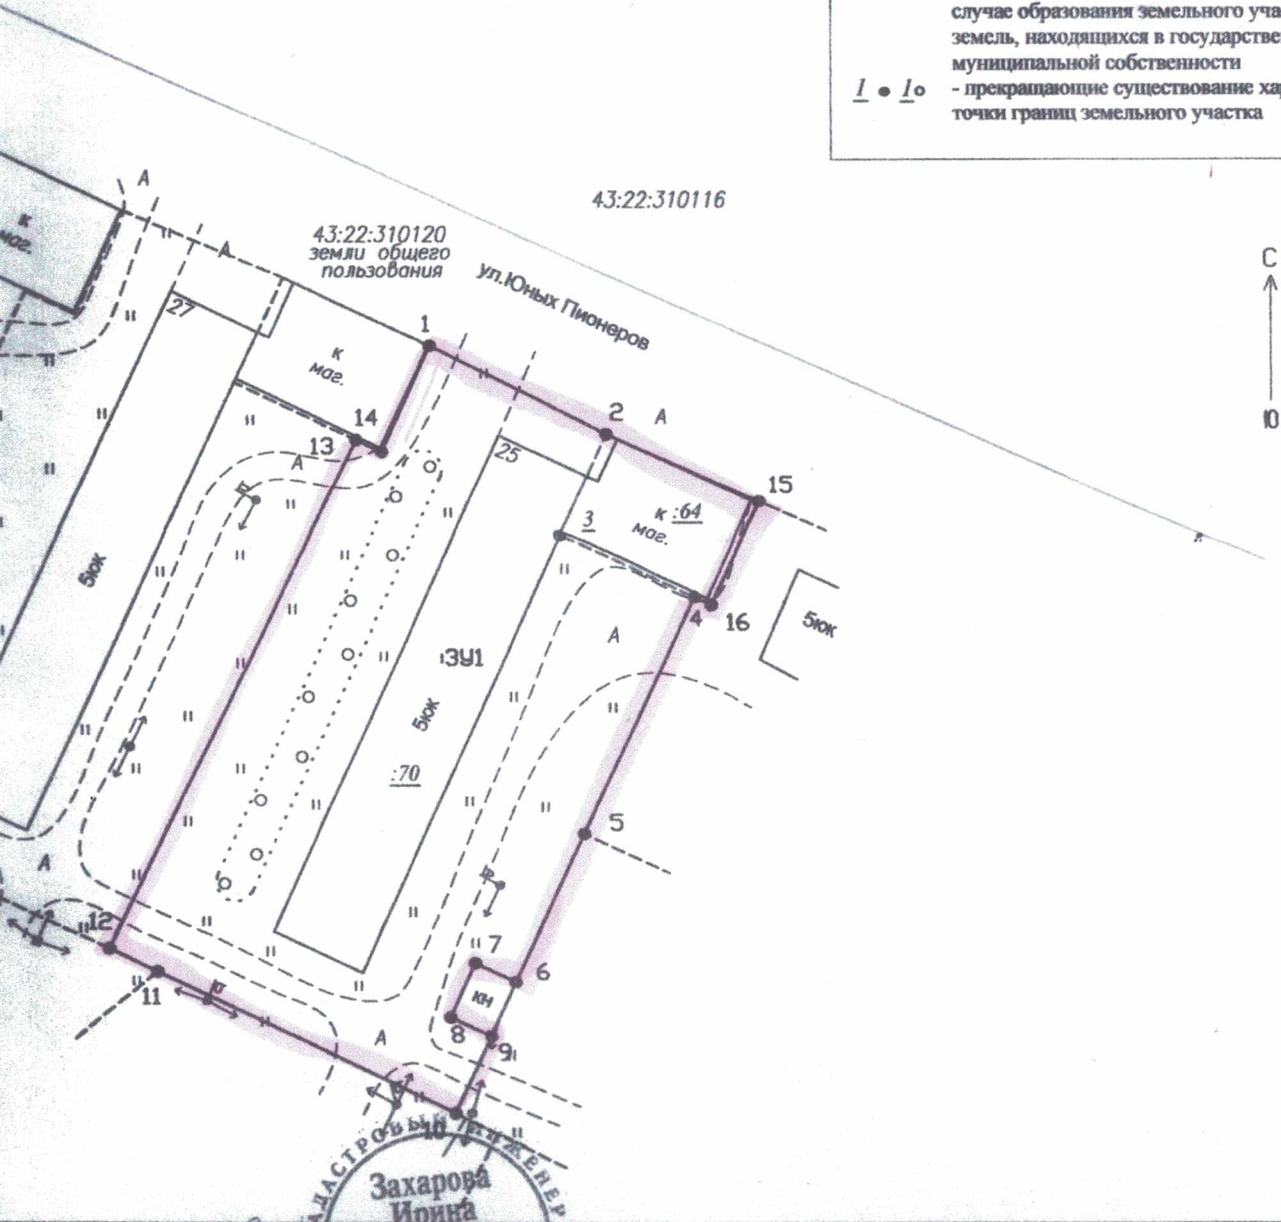 случае образования земельного уча
земель, находящихся в государстве
муниципальной собственности
1 • 1о - прекращающие существование ха
точки границ земельного участка
43:22:310116
А
к
маг.
43:22:310120
земли общего
пользования
ул.Юных Пионеров
А
С
Ю
27
1
к
маг.
14
13
А
2
А
25
15
к :64
маг.
3
4
16
А
5юк
5юк
:ЗУ1
5юк
:70
5
А
12
11
7
6
кн
8
9
А
10
КАДАСТРОВЫЙ ИНЖЕНЕР
Захарова
Ирина